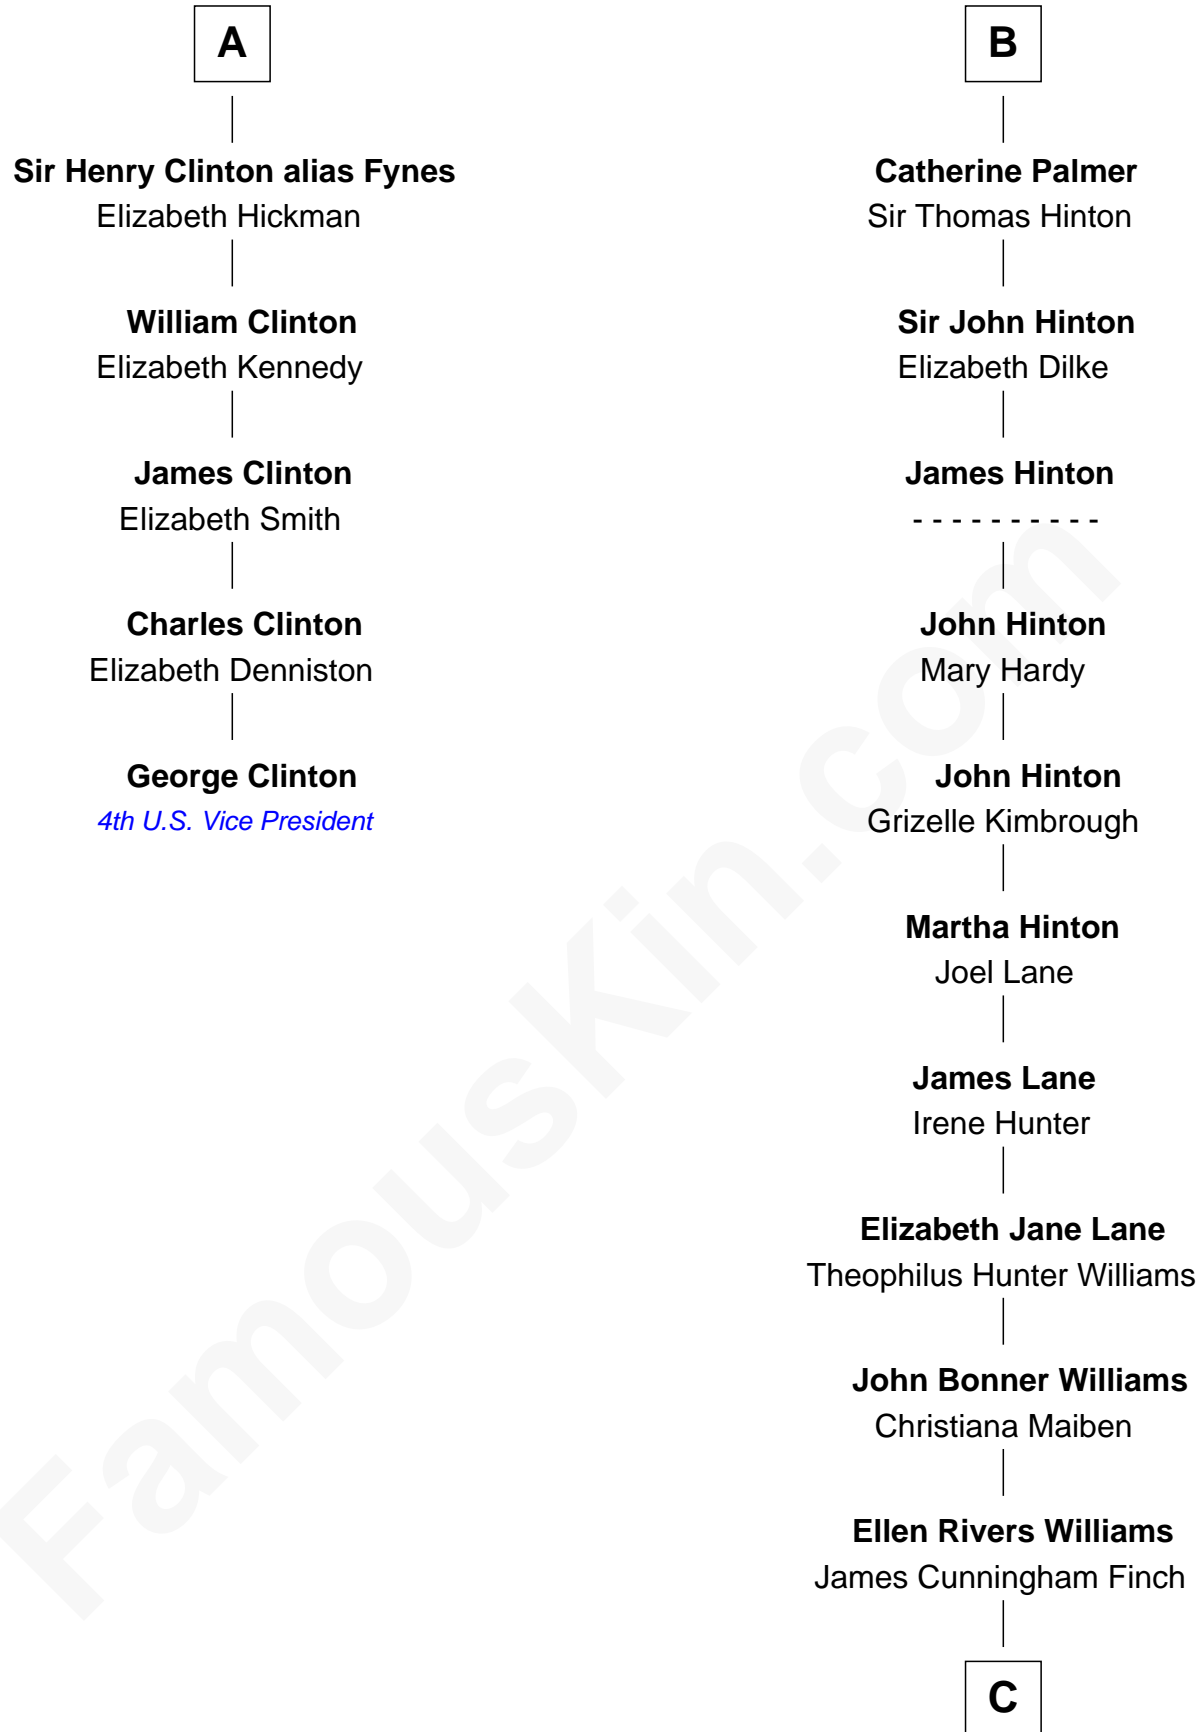 A
Sir Henry Clinton alias Fynes
Elizabeth Hickman
William Clinton
Elizabeth Kennedy
James Clinton
Elizabeth Smith
Charles Clinton
Elizabeth Denniston
George Clinton
4th U.S. Vice President
B
Catherine Palmer
Sir Thomas Hinton
Sir John Hinton
Elizabeth Dilke
James Hinton
- - - - - - - - - -
John Hinton
Mary Hardy
John Hinton
Grizelle Kimbrough
Martha Hinton
Joel Lane
James Lane
Irene Hunter
Elizabeth Jane Lane
Theophilus Hunter Williams
John Bonner Williams
Christiana Maiben
Ellen Rivers Williams
James Cunningham Finch
C
FamousKin.com